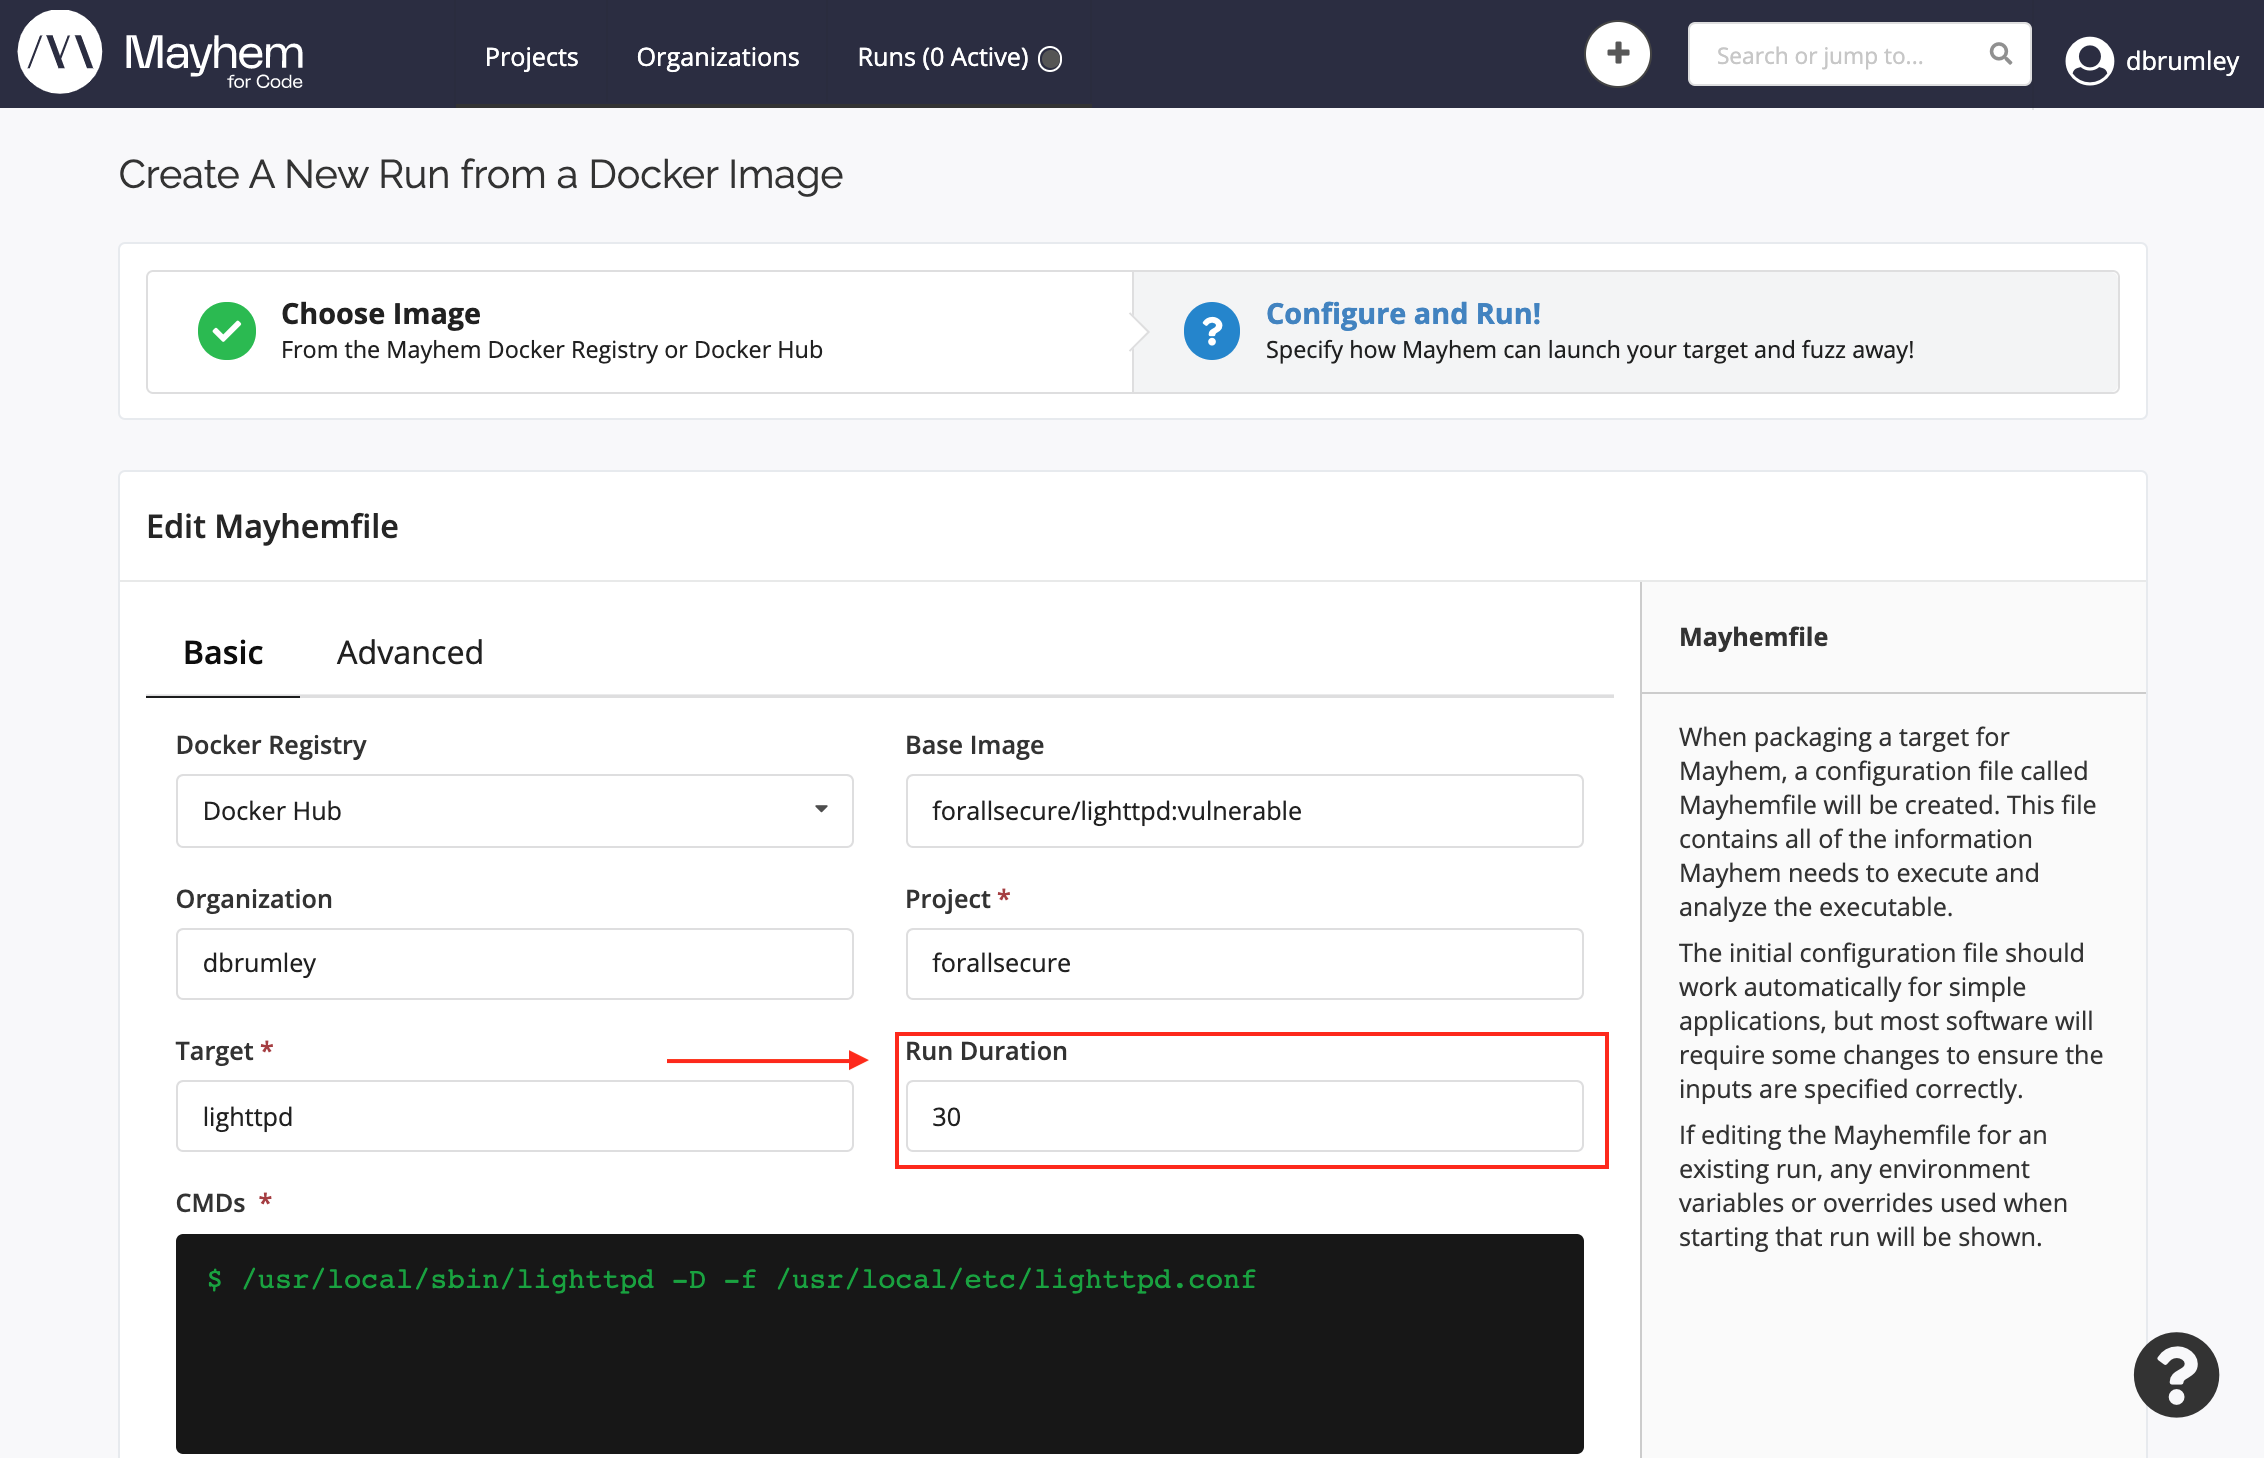 Mayhem
for Code
Projects
Organizations
Runs (0 Active)
Search or jump to...
dbrumley
Create A New Run from a Docker Image
Choose Image
From the Mayhem Docker Registry or Docker Hub
Configure and Run!
Specify how Mayhem can launch your target and fuzz away!
Edit Mayhemfile
Basic
Advanced
Docker Registry
Docker Hub
Base Image
forallsecure/lighttpd:vulnerable
Organization
dbrumley
Project *
forallsecure
Target *
lighttpd
Run Duration
30
CMDs *
$ /usr/local/sbin/lighttpd -D -f /usr/local/etc/lighttpd.conf
Mayhemfile
When packaging a target for
Mayhem, a configuration file called
Mayhemfile will be created. This file
contains all of the information
Mayhem needs to execute and
analyze the executable.
The initial configuration file should
work automatically for simple
applications, but most software will
require some changes to ensure the
inputs are specified correctly.
If editing the Mayhemfile for an
existing run, any environment
variables or overrides used when
starting that run will be shown.